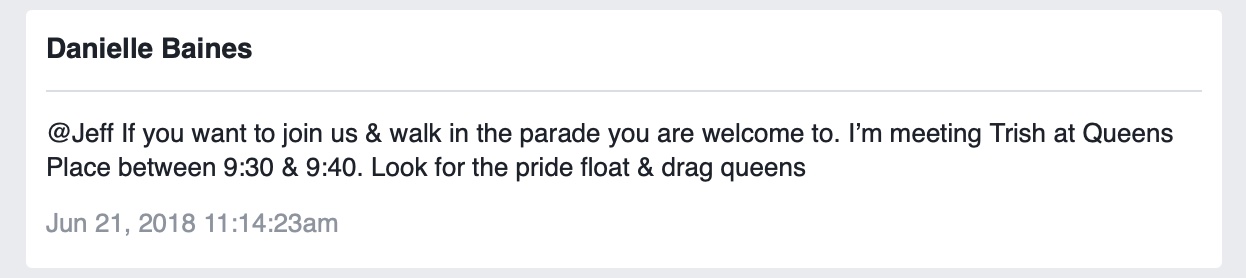 Danielle Baines
@Jeff If you want to join us & walk in the parade you are welcome to. I’m meeting Trish at Queens
Place between 9:30 & 9:40. Look for the pride float & drag queens
Jun 21, 2018 11:14:23am